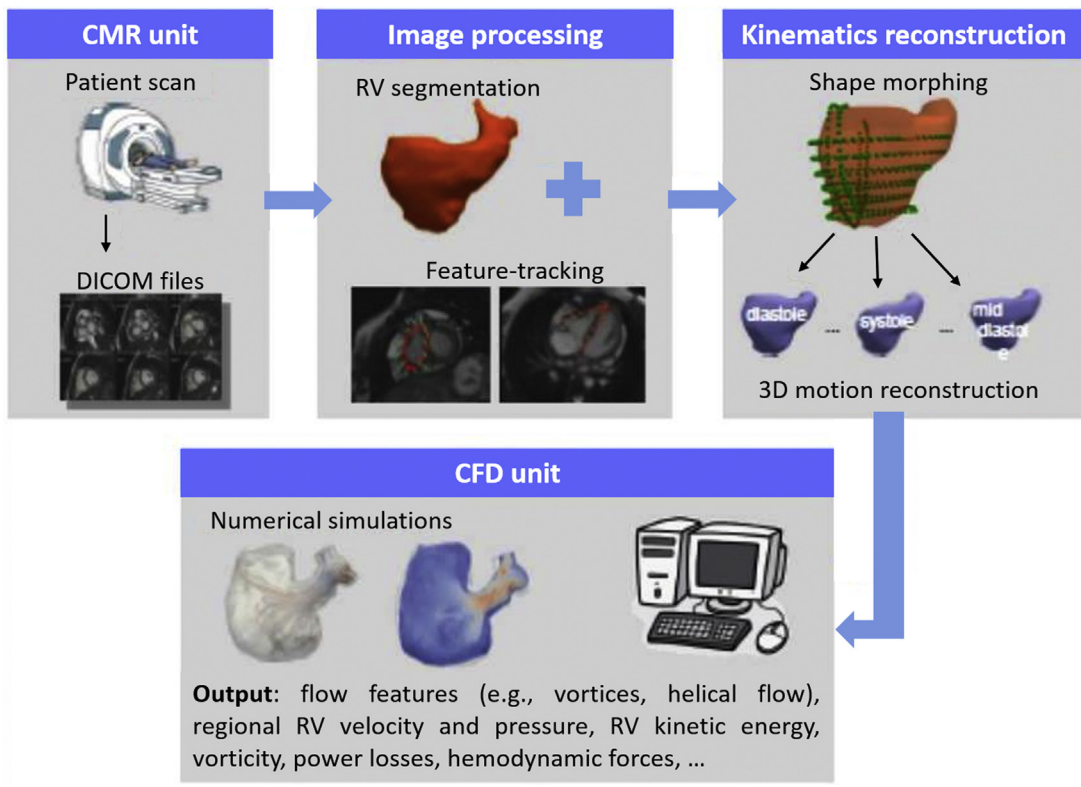 CMR unit
Patient scan
DICOM files
Image processing
RV segmentation
Feature-tracking
Kinematics reconstruction
Shape morphing
diastole
...
systole
...
mid
diastol
e
3D motion reconstruction
CFD unit
Numerical simulations
Output: flow features (e.g., vortices, helical flow),
regional RV velocity and pressure, RV kinetic energy,
vorticity, power losses, hemodynamic forces, ...